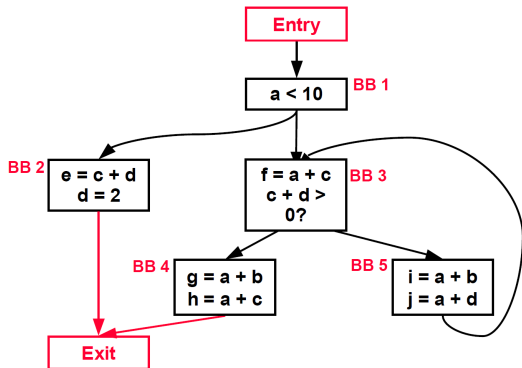 Entry
BB 1
a < 10
BB 2
e = c + d
d = 2
f = a + c
c + d >
0?
BB 3
BB 4
g = a + b
h = a + c
BB 5
i = a + b
j = a + d
Exit